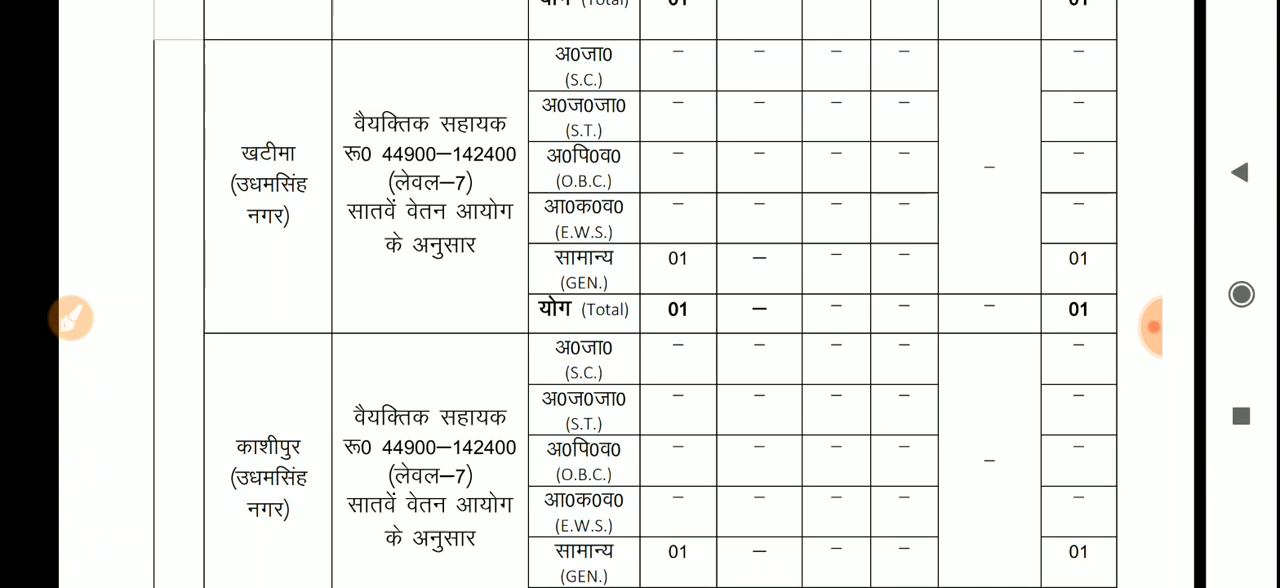 योग (Total) 01 01
खटीमा
(उधमसिंह
नगर)
वैयक्तिक सहायक
रू0 44900–142400
(लेवल–7)
सातवें वेतन आयोग
के अनुसार
अ0जा0 – – – – – –
(S.C.)
अ0ज0जा0 – – – – –
(S.T.)
अ0पि0व0 – – – – –
(O.B.C.)
आ0क0व0 – – – – –
(E.W.S.)
सामान्य 01 – – – 01
(GEN.)
योग (Total) 01 – – – – 01
काशीपुर
(उधमसिंह
नगर)
वैयक्तिक सहायक
रू0 44900–142400
(लेवल–7)
सातवें वेतन आयोग
के अनुसार
अ0जा0 – – – – – –
(S.C.)
अ0ज0जा0 – – – – –
(S.T.)
अ0पि0व0 – – – – –
(O.B.C.)
आ0क0व0 – – – – –
(E.W.S.)
सामान्य 01 – – – 01
(GEN.)